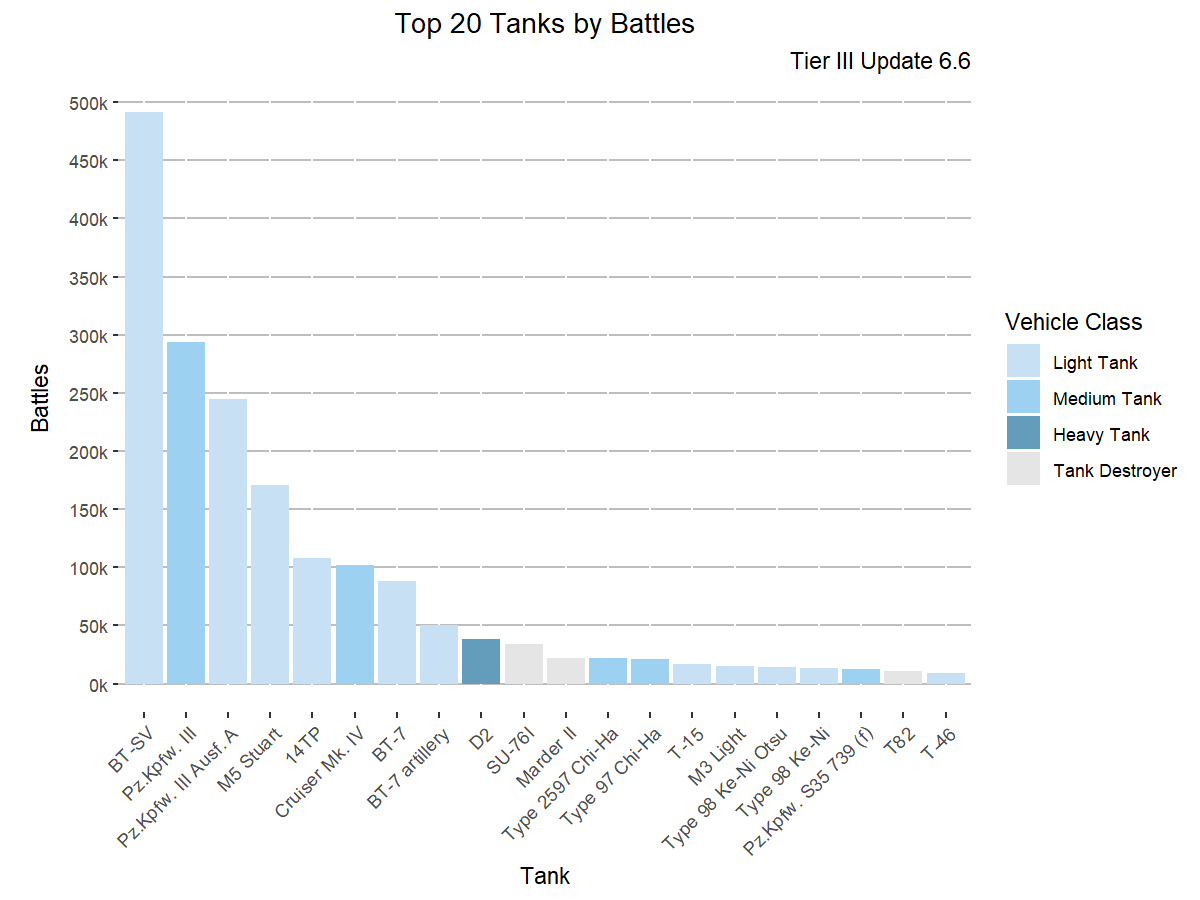 Top 20 Tanks by Battles
Tier III Update 6.6
500k
450k
400k
350k
300k
250k
200k
150k
100k
50k
0k
Battles
BT-SV
Pz.Kpfw. III
Pz.Kpfw. III Ausf. A
M5 Stuart
14TP
Cruiser Mk. IV
BT-7
BT-7 artillery
D2
SU-76I
Marder II
Type 2597 Chi-Ha
Type 97 Chi-Ha
T-15
M3 Light
Type 98 Ke-Ni Otsu
Type 98 Ke-Ni
Pz.Kpfw. S35 739 (f)
T82
T-46
Tank
Vehicle Class
Light Tank
Medium Tank
Heavy Tank
Tank Destroyer